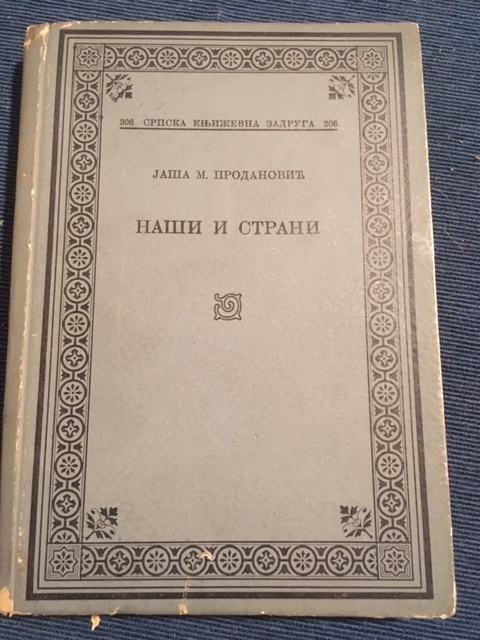 306 СРПСКА КЊИЖЕВНА ЗАДРУГА 306
ЈАША М. ПРОДАНОВИЋ
НАШИ И СТРАНИ